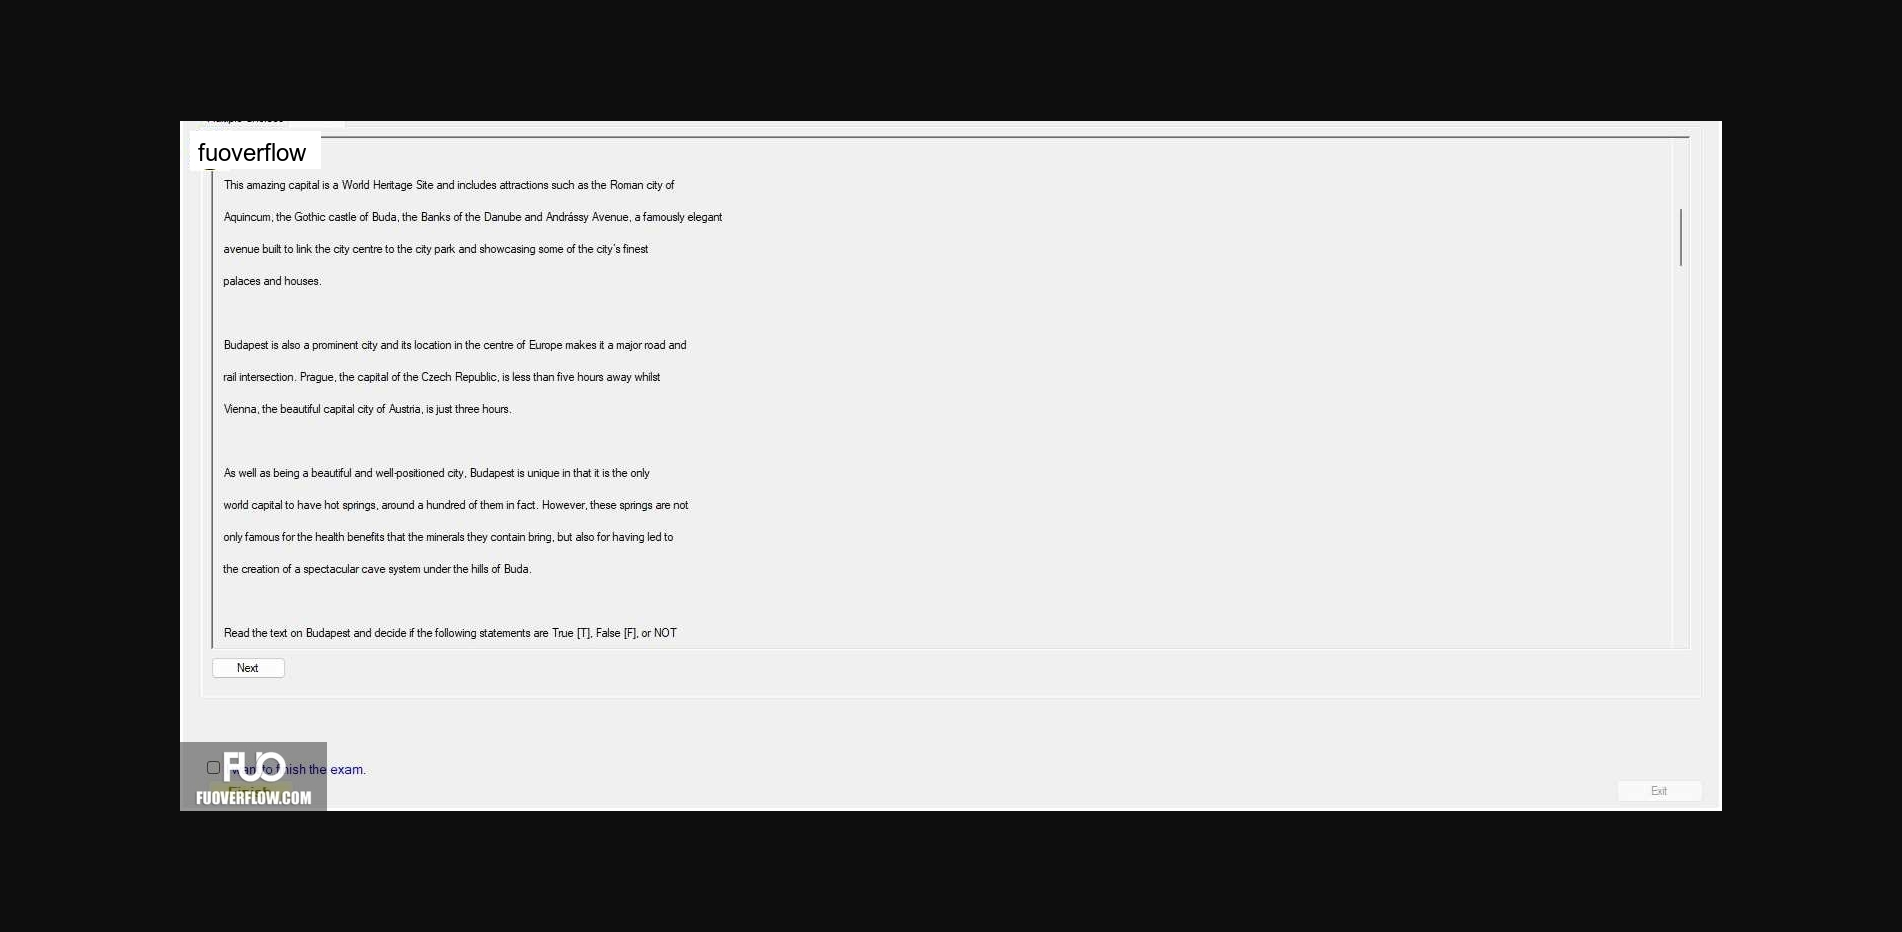 fuoverflow
This amazing capital is a World Heritage Site and includes attractions such as the Roman city of
Aquincum, the Gothic castle of Buda, the Banks of the Danube and Andrássy Avenue, a famously elegant
avenue built to link the city centre to the city park and showcasing some of the city's finest
palaces and houses.
Budapest is also a prominent city and its location in the centre of Europe makes it a major road and
rail intersection. Prague, the capital of the Czech Republic, is less than five hours away whilst
Vienna, the beautiful capital city of Austria, is just three hours.
As well as being a beautiful and well-positioned city, Budapest is unique in that it is the only
world capital to have hot springs, around a hundred of them in fact. However, these springs are not
only famous for the health benefits that the minerals they contain bring, but also for having led to
the creation of a spectacular cave system under the hills of Buda.
Read the text on Budapest and decide if the following statements are True [T], False [F], or NOT
Next
FUO
want to finish the exam.
Finish
FUOVERFLOW.COM
Exit